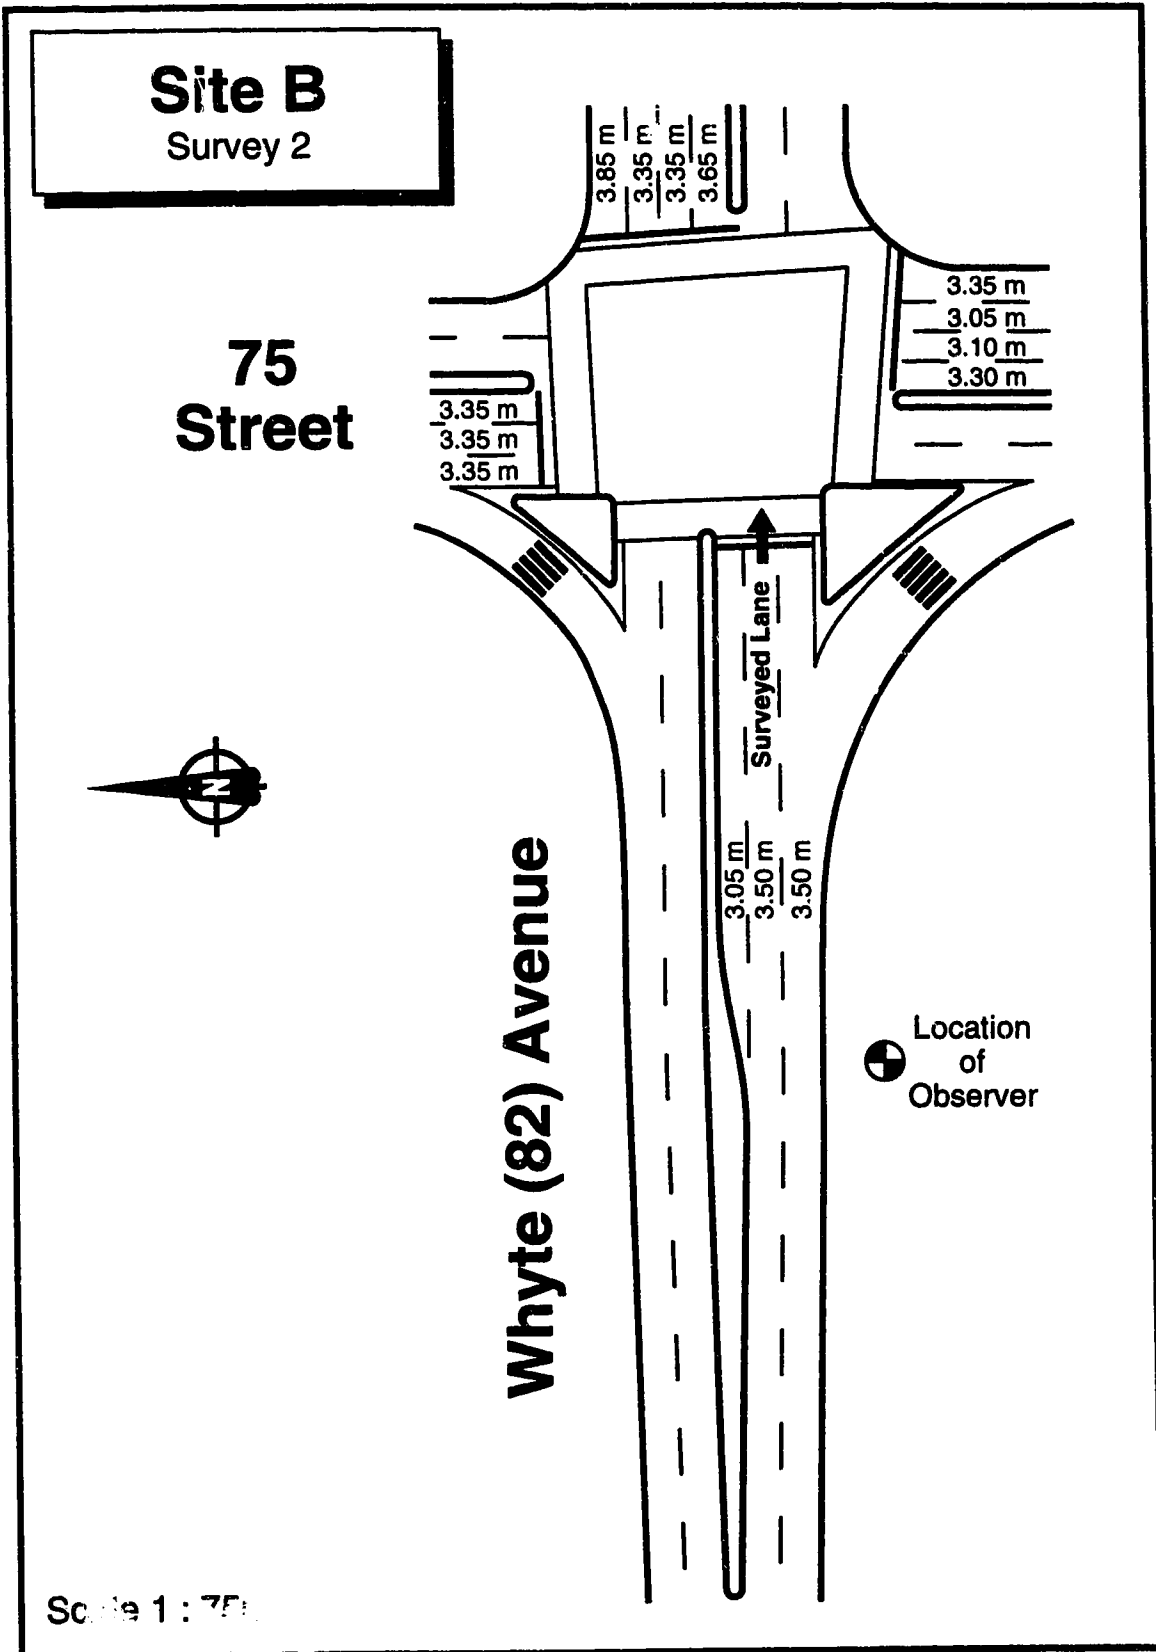 Site B
Survey 2
3.85 m
3.35 m
3.35 m
3.65 m
3.35 m
3.05 m
3.10 m
3.30 m
75
Street
3.35 m
3.35 m
3.35 m
Surveyed Lane
N
3.05 m
3.50 m
3.50 m
Whyte (82) Avenue
Location
of
Observer
1 :